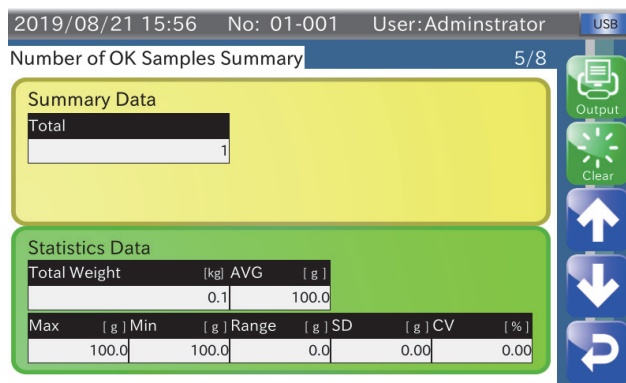 2019/08/21 15:56 No: 01-001 User:Adminstrator USB
Number of OK Samples Summary 5/8
Output
Clear
Summary Data
Total
1
Statistics Data
Total Weight [kg] AVG [ g ]
0.1 100.0
Max [ g ] Min [ g ] Range [ g ] SD [ g ] CV [ % ]
100.0 100.0 0.0 0.00 0.00